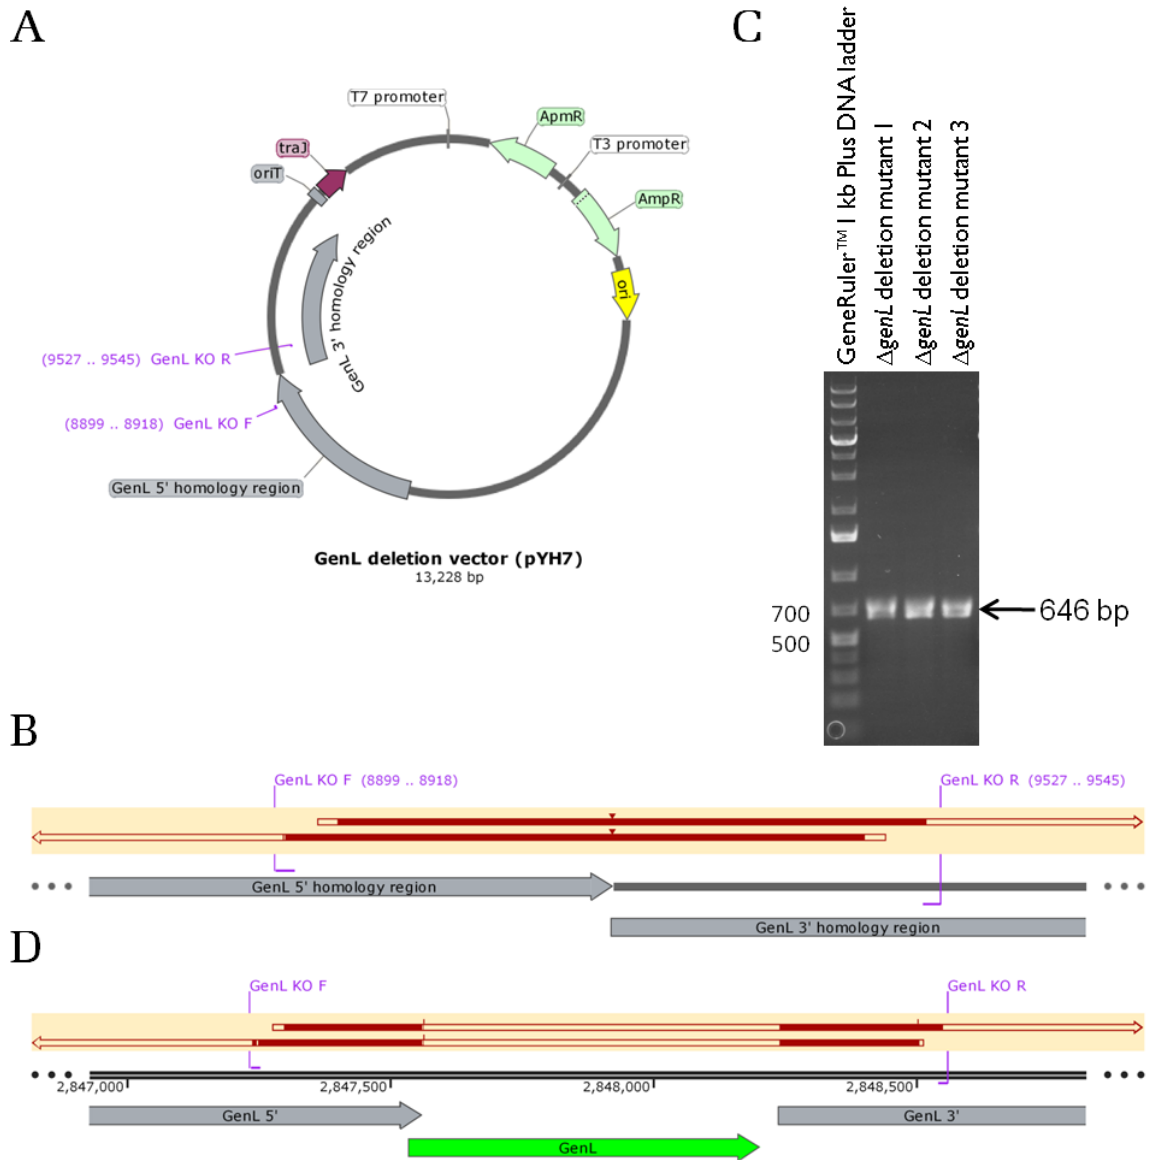 A
T7 promoter
ApmR
T3 promoter
traJ
oriT
AmpR
ori
GenL 3' homology region
(9527 .. 9545) GenL KO R
(8899 .. 8918) GenL KO F
GenL 5' homology region
GenL deletion vector (pYH7)
13,228 bp
C
GeneRuler™ 1 kb Plus DNA ladder
ΔgenL deletion mutant 1
ΔgenL deletion mutant 2
ΔgenL deletion mutant 3
700
500
646 bp
B
GenL KO F (8899 .. 8918)
GenL KO R (9527 .. 9545)
GenL 5' homology region
GenL 3' homology region
D
GenL KO F
GenL KO R
2,847,000
2,847,500
2,848,000
2,848,500
GenL 5'
GenL 3'
GenL